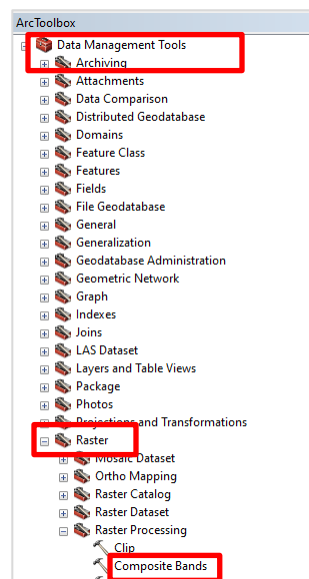 ArcToolbox
Data Management Tools
Archiving
Attachments
Data Comparison
Distributed Geodatabase
Domains
Feature Class
Features
Fields
File Geodatabase
General
Generalization
Geodatabase Administration
Geometric Network
Graph
Indexes
Joins
LAS Dataset
Layers and Table Views
Package
Photos
Projections and Transformations
Raster
Mosaic Dataset
Ortho Mapping
Raster Catalog
Raster Dataset
Raster Processing
Clip
Composite Bands